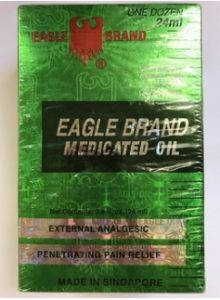 ONE DOZEN
24ml
EAGLE BRAND
®
EAGLE BRAND
MEDICATED OIL
EXTERNAL ANALGESIC
PENETRATING PAIN RELIEF
MADE IN SINGAPORE